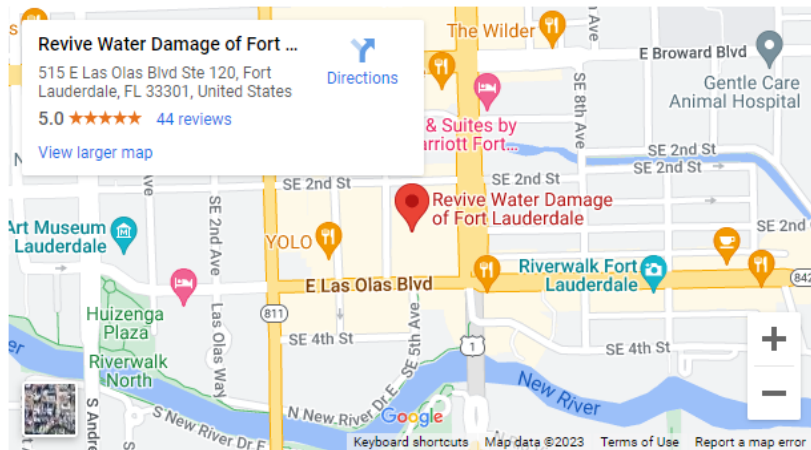 Revive Water Damage of Fort ...
515 E Las Olas Blvd Ste 120, Fort
Lauderdale, FL 33301, United States
5.0
44 reviews
View larger map
Directions
The Wilder
E Broward Blvd
SE 8th Ave
Gentle Care
Animal Hospital
& Suites by
arriott Fort...
SE 2nd St
SE 2nd St
SE 2nd St
SE 2nd St
SE 2nd
Revive Water Damage
of Fort Lauderdale
Art Museum
Lauderdale
SE 2nd Ave
YOLO
E Las Olas Blvd
Riverwalk Fort
Lauderdale
842
811
1
Huizenga
Plaza
Riverwalk
North
Las Olas Way
SE 4th St
SE 5th Ave
SE 4th St
New River
S Andre
S New River Dr E
N New River Dr E
Google
+
−
Keyboard shortcuts
Map data ©2023
Terms of Use
Report a map error